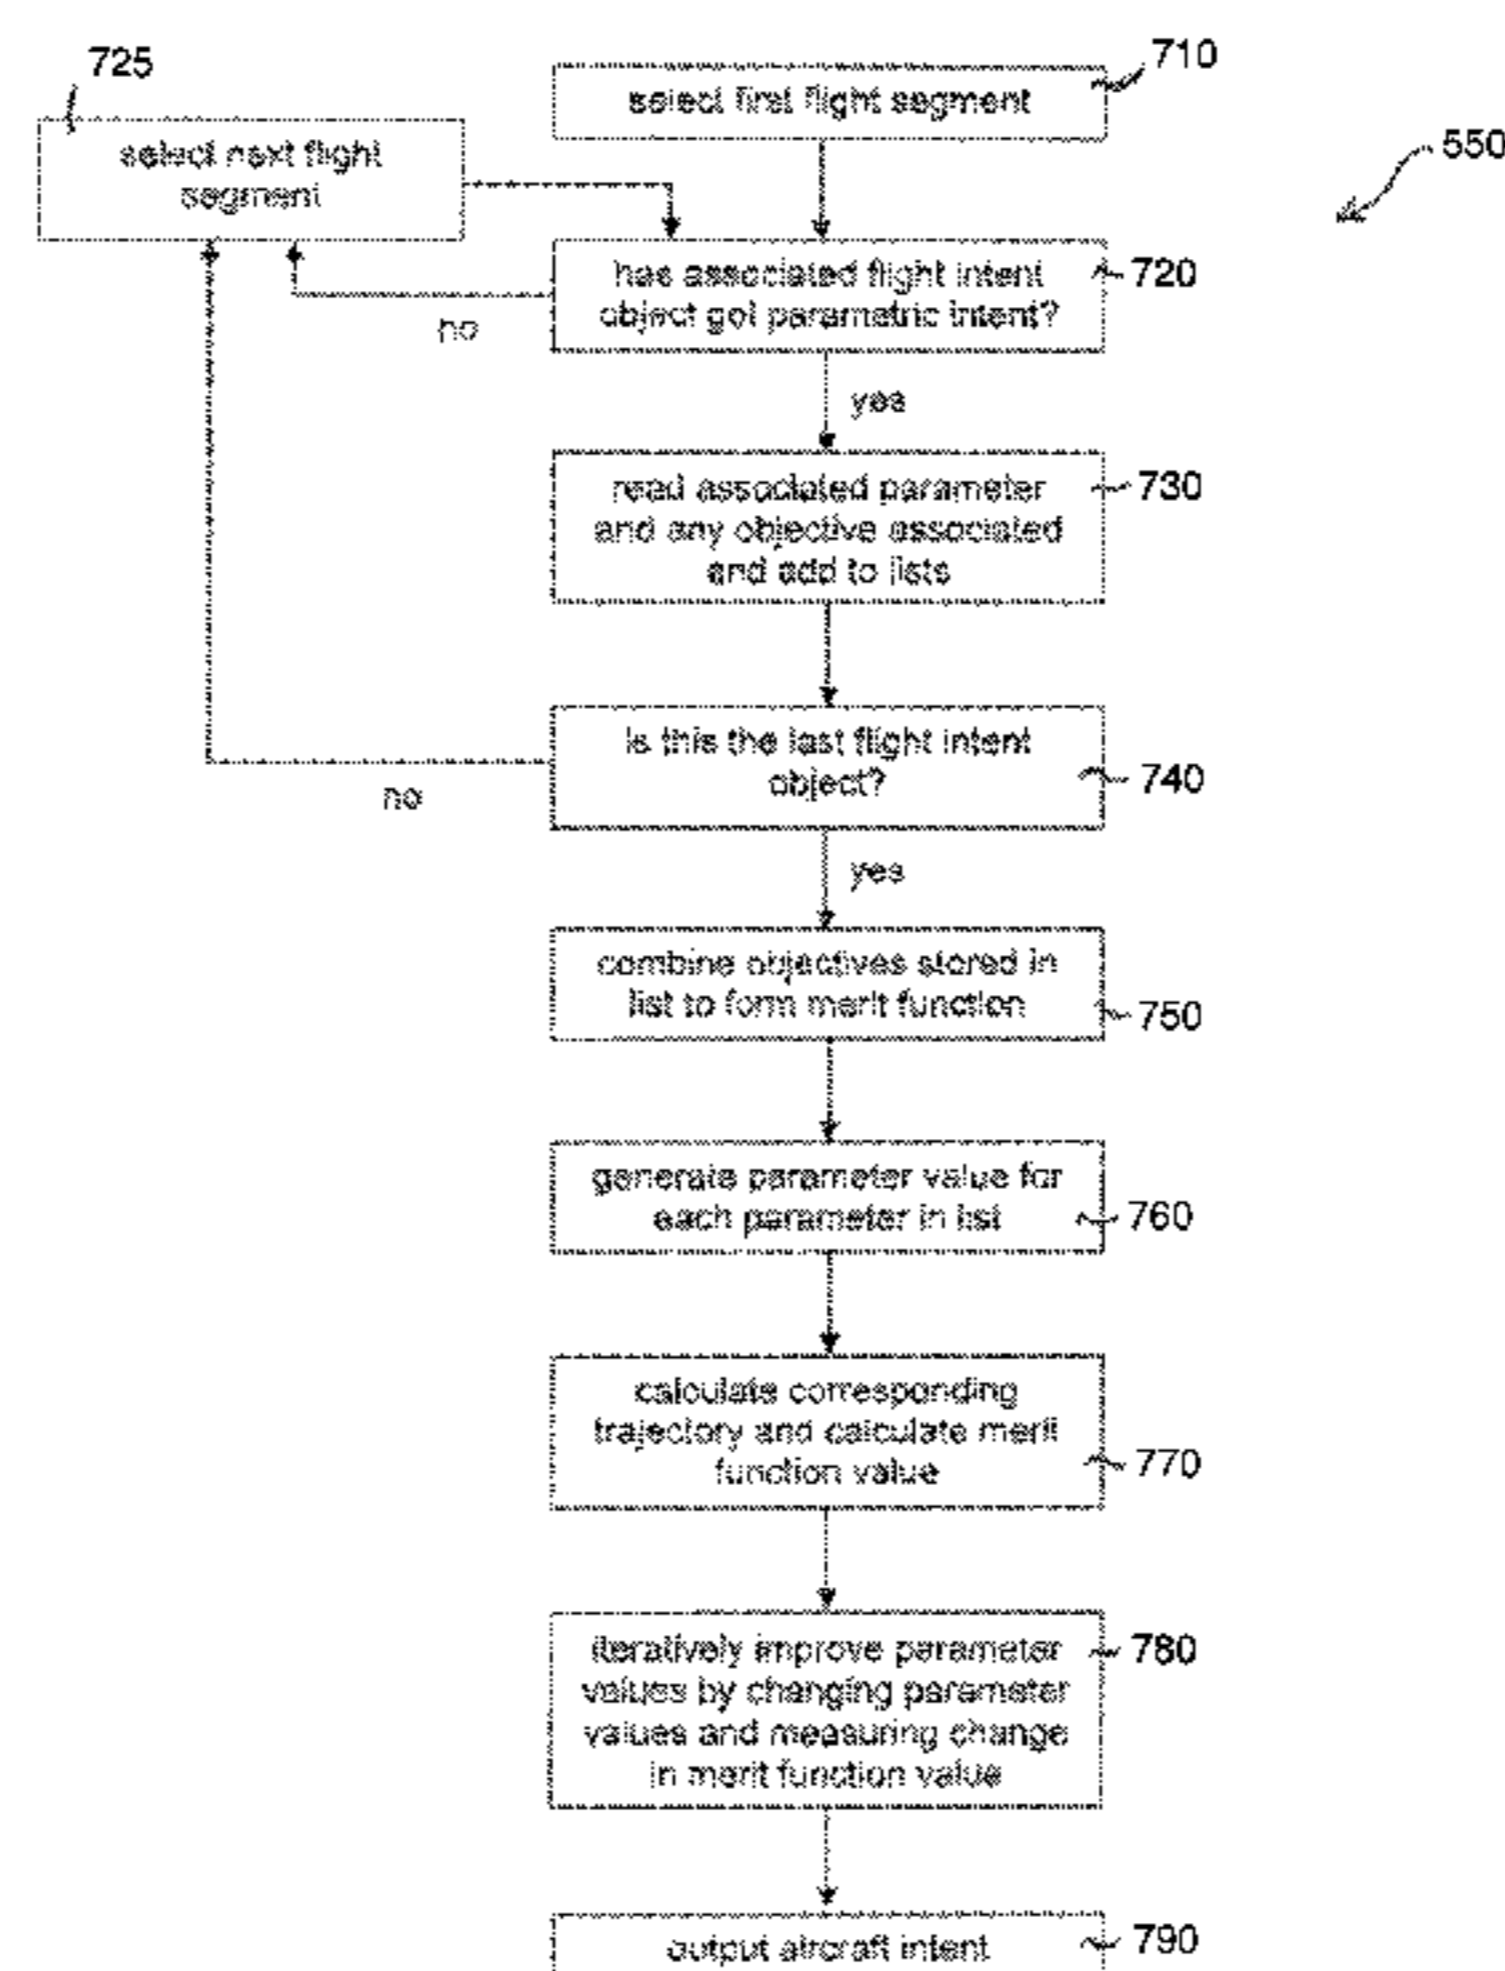 725
710
select first flight segment
550
select next flight
segment
has associated flight intent
object got parametric intent?
720
no
yes
read associated parameter
and any objective associated
and add to lists
730
is this the last flight intent
object?
740
no
yes
combine objectives stored in
list to form merit function
750
generate parameter value for
each parameter in list
760
calculate corresponding
trajectory and calculate merit
function value
770
iteratively improve parameter
values by changing parameter
values and measuring change
in merit function value
780
output aircraft intent
790